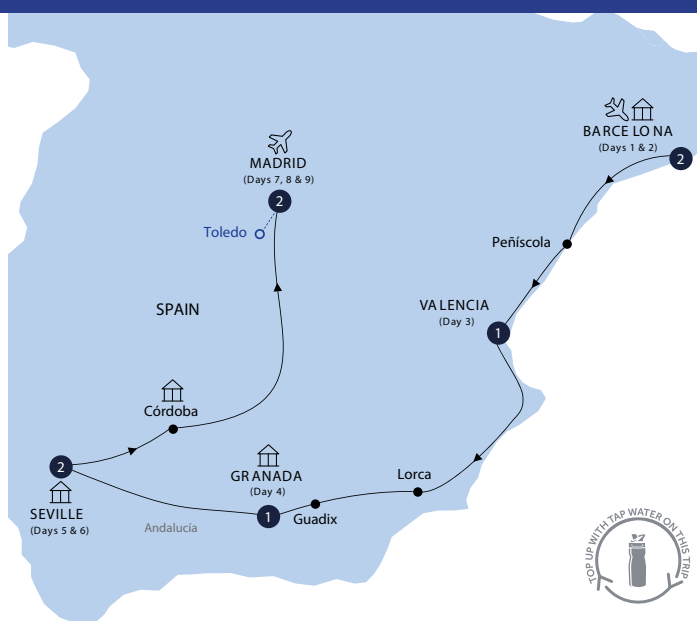 BARCELONA
(Days 1 & 2)
2
MADRID
(Days 7, 8 & 9)
2
Toledo
Peñíscola
SPAIN
VALENCIA
(Day 3)
1
Córdoba
2
SEVILLE
(Days 5 & 6)
GRANADA
(Day 4)
1
Guadix
Lorca
Andalucía
TOP UP WITH TAP WATER ON THIS TRIP